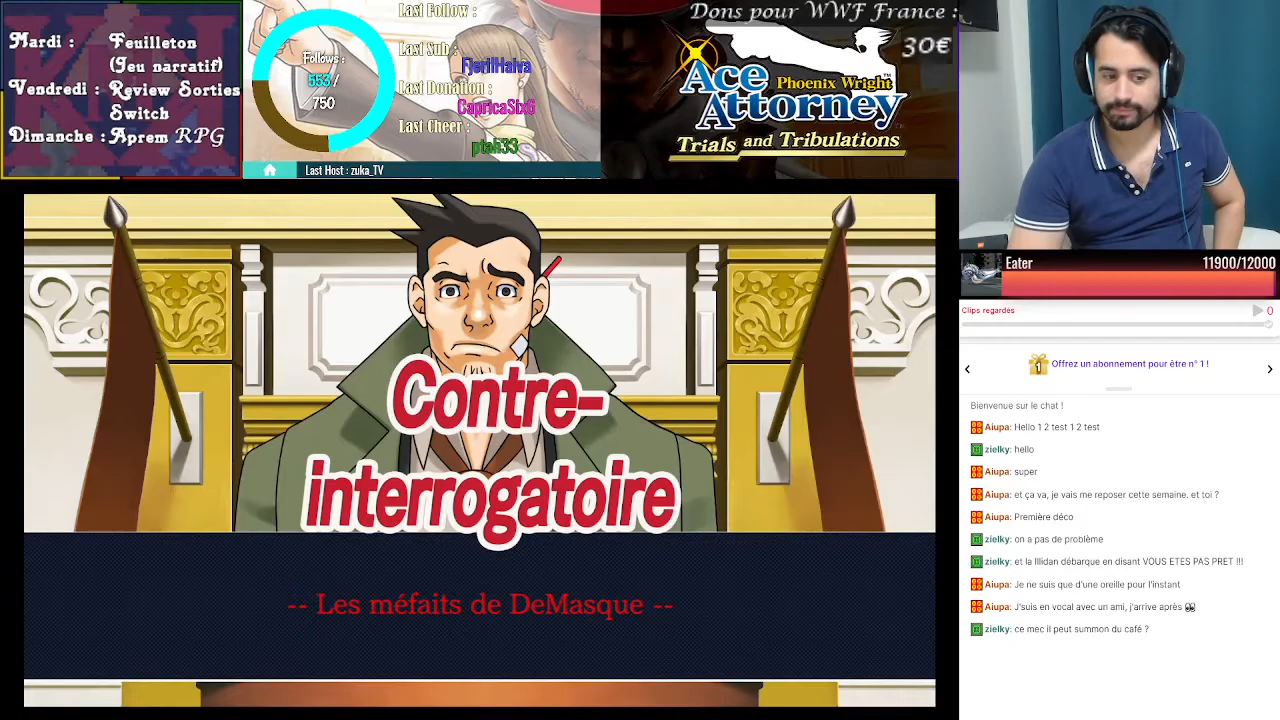 Mardi : Feuilleton
(Jeu narratif)
Vendredi : Review Sorties
Switch
Dimanche : Aprem RPG
Follows :
553 /
750
Last Follow :
Last Sub :
FjerilHaiva
Last Donation :
CapricaSix6
Last Cheer :
ptah33
Last Host : zuka_TV
Dons pour WWF France :
30€
Phoenix Wright™
Ace
Attorney
Trials and Tribulations
Eater 11900/12000
Clips regardés 0
1 Offrez un abonnement pour être n° 1 !
Bienvenue sur le chat !
Aiupa: Hello 1 2 test 1 2 test
zielky: hello
Aiupa: super
Aiupa: et ça va, je vais me reposer cette semaine. et toi ?
Aiupa: Première déco
zielky: on a pas de problème
zielky: et la Illidan débarque en disant VOUS ETES PAS PRET !!!
Aiupa: Je ne suis que d'une oreille pour l'instant
Aiupa: J'suis en vocal avec un ami, j'arrive après
zielky: ce mec il peut summon du café ?
Contre-
interrogatoire
-- Les méfaits de DeMasque --